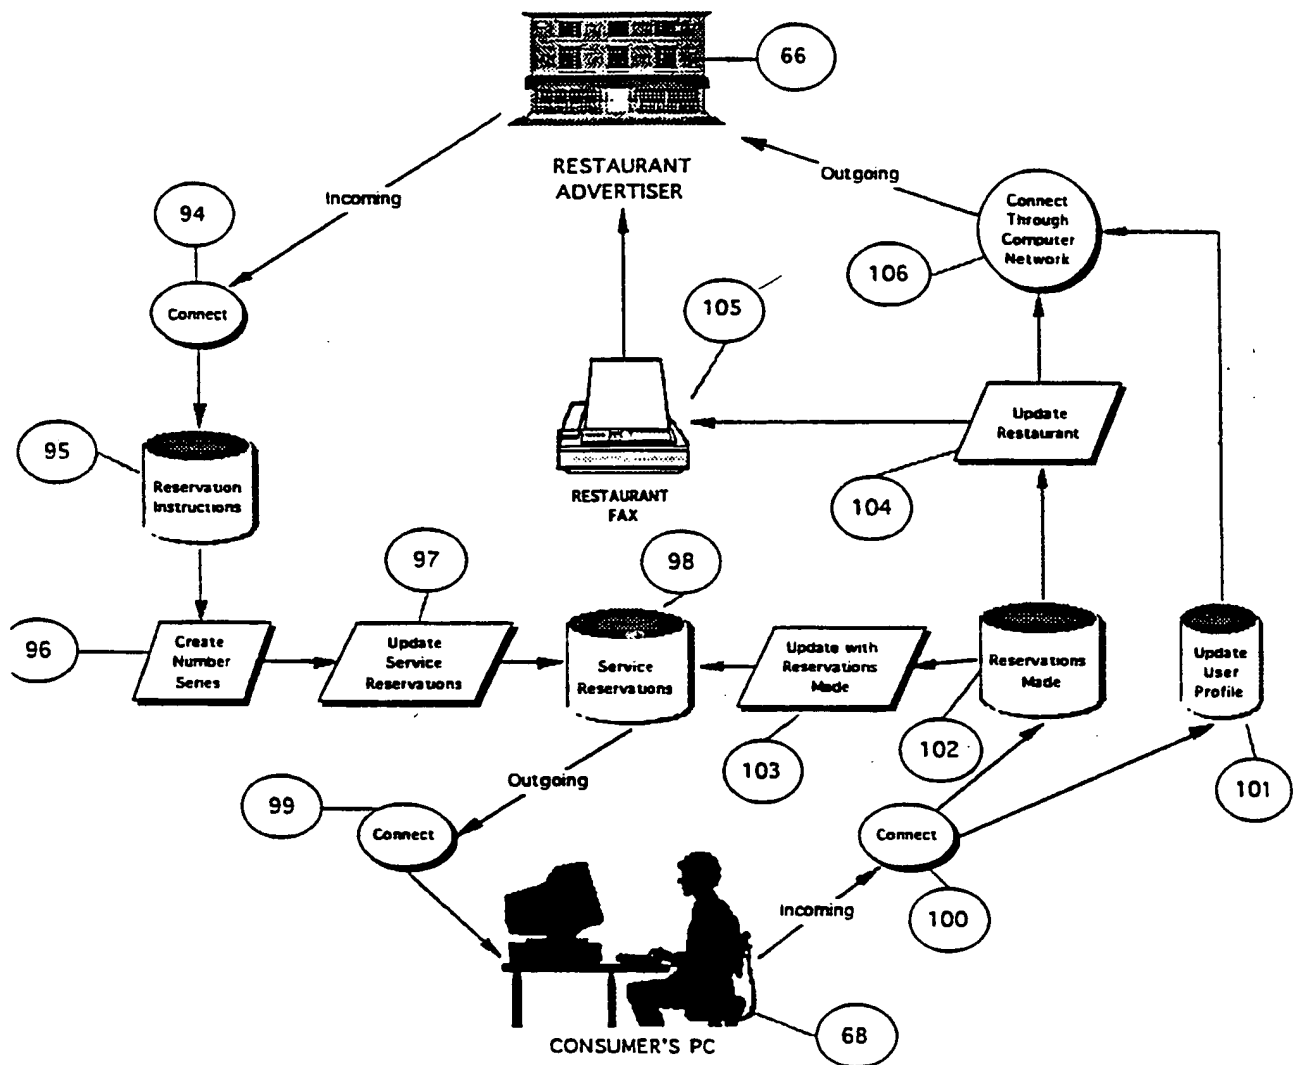 66
RESTAURANT
ADVERTISER
Incoming
Outgoing
94
Connect
Through
Computer
Network
106
105
Connect
Update
Restaurant
95
Reservation
Instructions
RESTAURANT
FAX
104
97
98
96
Create
Number
Series
Update
Service
Reservations
Service
Reservations
Update with
Reservations
Made
Reservations
Made
Update
User
Profile
102
103
101
Outgoing
99
Connect
Connect
Incoming
100
68
CONSUMER'S PC